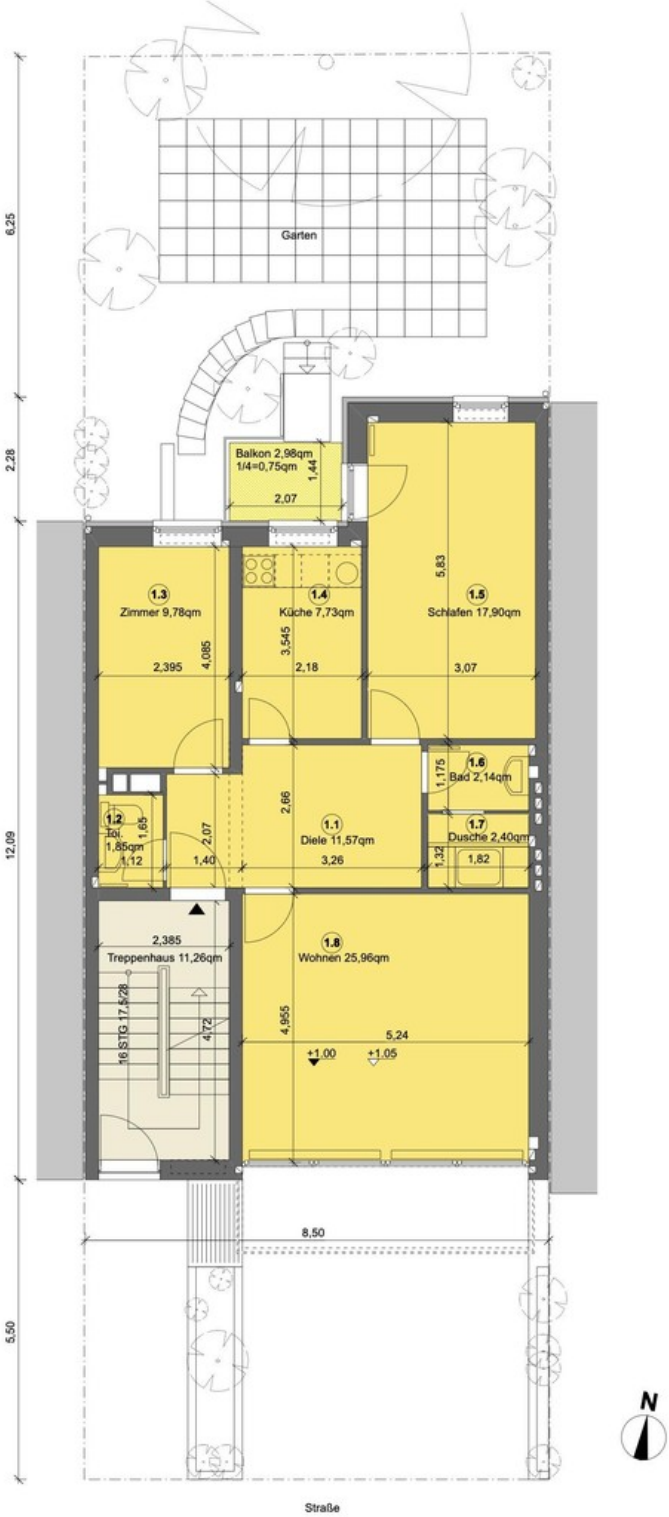 6,25
Garten
2,28
Balkon 2,98qm
1/4=0,75qm
1,44
2,07
1.3
Zimmer 9,78qm
4,085
2,395
1.4
Küche 7,73qm
3,545
2,18
5,83
1.5
Schlafen 17,90qm
3,07
12,09
1.2
Toi.
1,85qm
1,65
1,12
2,07
1,40
2,66
1.1
Diele 11,57qm
3,26
1.6
Bad 2,14qm
1,175
1.7
Dusche 2,40qm
1,32
1,82
2,385
Treppenhaus 11,26qm
16 STG 17,5/28
4,72
1.8
Wohnen 25,96qm
4,955
5,24
+1.00
+1.05
8,50
5,50
N
Straße